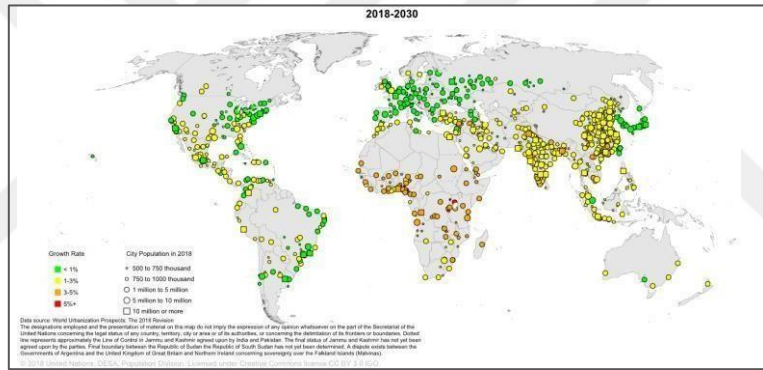 2018-2030
Growth Rate
< 1%
1-3%
3-5%
5%+
City Population in 2018
500 to 750 thousand
750 to 1000 thousand
1 million to 5 million
5 million to 10 million
10 million or more
Data source: World Urbanization Prospects: The 2018 Revision
The designations employed and the presentation of material on this map do not imply the expression of any opinion whatsoever on the part of the Secretariat of the
United Nations concerning the legal status of any country, territory, city or area or of its authorities, or concerning the delimitation of its frontiers or boundaries. Dotted
line represents approximately the Line of Control in Jammu and Kashmir agreed upon by India and Pakistan. The final status of Jammu and Kashmir has not yet been
agreed upon by the parties. Final boundary between the Republic of Sudan the Republic of South Sudan has not yet been determined. A dispute exists between the
Governments of Argentina and the United Kingdom of Great Britain and Northern Ireland concerning sovereignty over the Falkland Islands (Malvinas).
© 2018 United Nations, DESA, Population Division. Licensed under Creative Commons license CC BY 3.0 IGO.